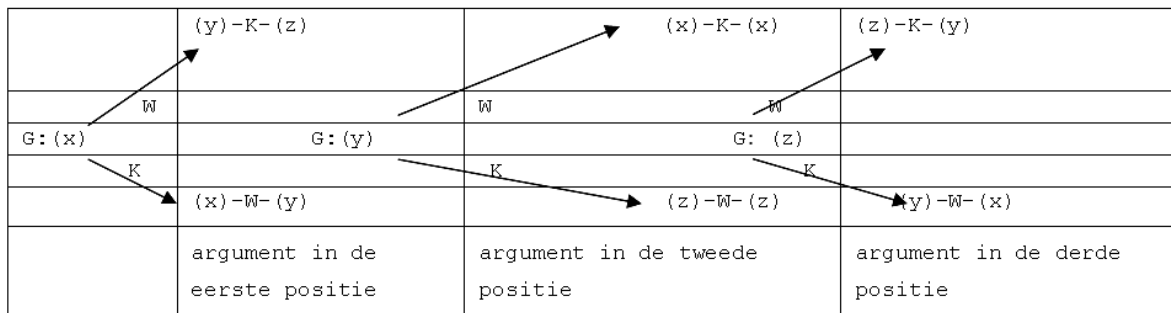 (y)-K-(z) (x)-K-(x) (z)-K-(y)
W W W
G:(x) G:(y) G: (z)
K K K
(x)-W-(y) (z)-W-(z) (y)-W-(x)
argument in de argument in de tweede argument in de derde
eerste positie positie positie